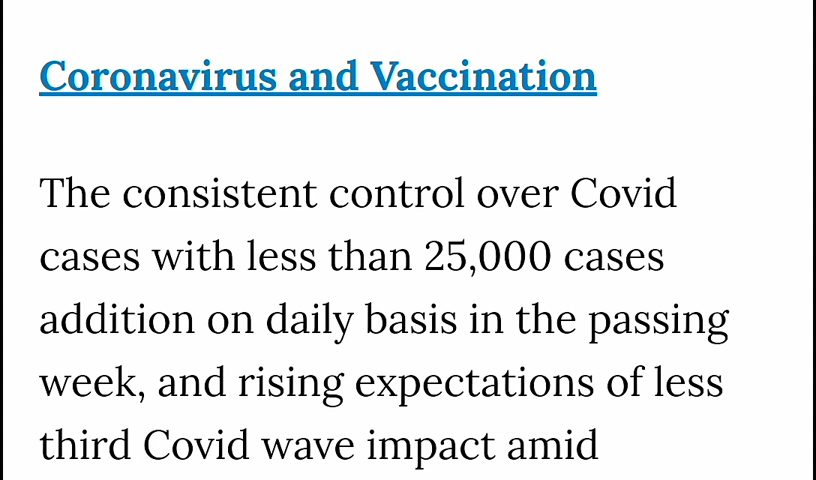 Coronavirus and Vaccination
The consistent control over Covid
cases with less than 25,000 cases
addition on daily basis in the passing
week, and rising expectations of less
third Covid wave impact amid